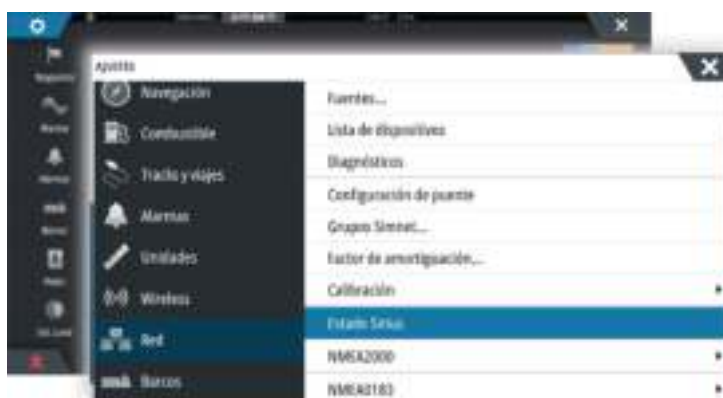 Ajustes
Navegación
Combustible
Tracks y viajes
Alarmas
Unidades
Wireless
Red
Barcos
Fuentes...
Lista de dispositivos
Diagnósticos
Configuración de puente
Grupos Simnet...
Factor de amortiguación...
Calibración
Estado Sirius
NMEA2000
NMEA0183